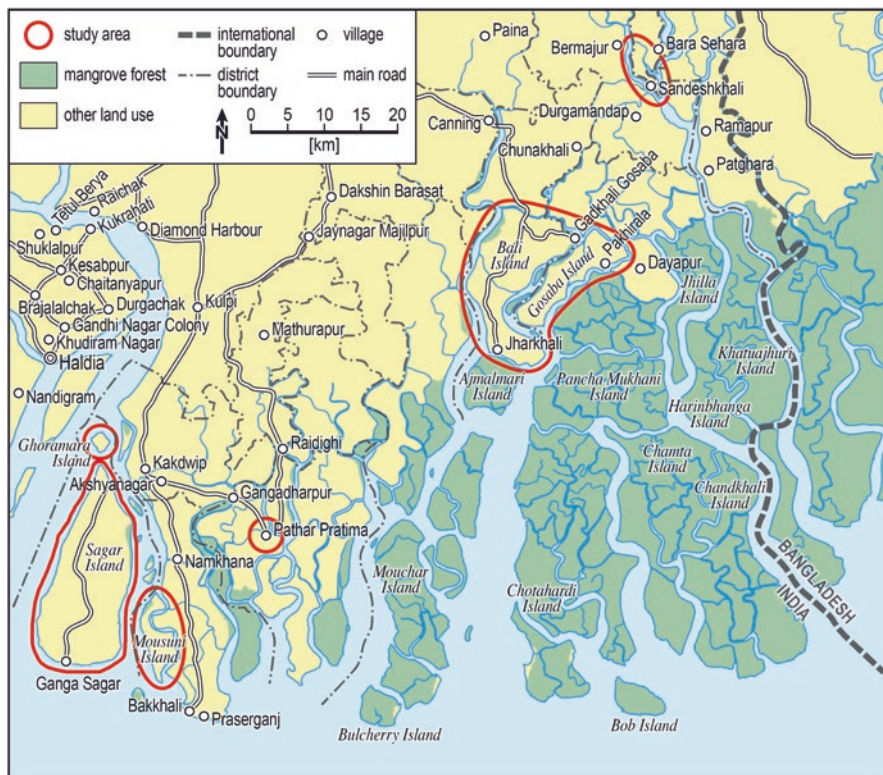 study area
mangrove forest
other land use
international
boundary
district
boundary
village
main road
N
0 5 10 15 20
[km]
Paina
Bermajur
Bara Sehara
Sandeshkhali
Canning
Durgamandap
Ramapur
Chunakhali
Patghara
Dakshin Barasat
Tetul Berya
Raichak
Kukrahati
Shuklalpur
Diamond Harbour
Jaynagar Majilpur
Gadkhali Gosaba
Bali
Island
Gosaba Island
Pakhirala
Dayapur
Jhilla
Island
Kesabpur
Chaitanyapur
Brajalalchak
Durgachak
Kulpi
Gandhi Nagar Colony
Khudiram Nagar
Haldia
Mathurapur
Jharkhali
Khatuajhuri
Island
Nandigram
Ajmalmari
Island
Pancha Mukhani
Island
Harinbhanga
Island
Ghoramara
Island
Raidighi
Kakdwip
Akshyanagar
Gangadharpur
Chamta
Island
Chandkhali
Island
Pathar Pratima
Sagar
Island
Namkhana
Mouchar
Island
Chotahardi
Island
BANGLADESH
INDIA
Mousuni
Island
Ganga Sagar
Bakkhali
Praserganj
Bulcherry Island
Bob Island